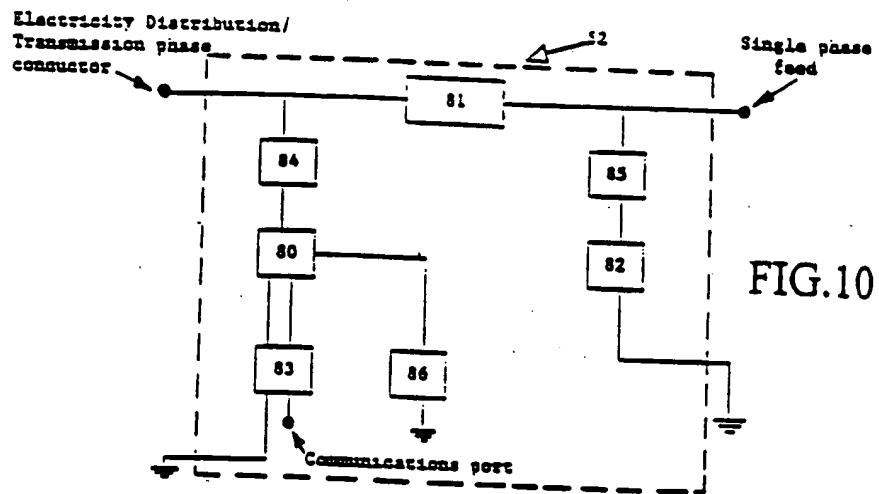 Electricity Distribution/
Transmission phase
conductor
52
Single phase
feed
81
84
85
80
82
FIG.10
83
86
Communications port